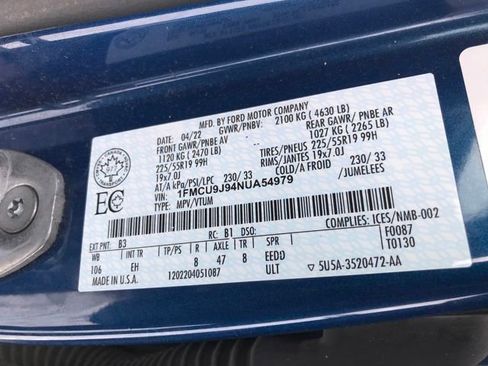 MFD. BY FORD MOTOR COMPANY
04/22 GVWR/PNBV: 2100 KG ( 4630 LB)
FRONT GAWR/ PNBE AV REAR GAWR/ PNBE AR
1120 KG ( 2470 LB) 1027 KG ( 2265 LB)
225/55R19 99H TIRES/PNEUS 225/55R19 99H
19x7.0J RIMS/JANTES 19x7.0J
AT/A kPa/PSI/LPC 230/ 33 COLD/A FROID 230/ 33
VIN: 1FMCU9J94NUA54979 /JUMELEES
TYPE: MPV/VTUM
EC
COMPLIES: ICES/NMB-002
EXT PNT: B3 RC: B1 DSO: F0087
WB INT TR TP/PS R AXLE TR SPR T0130
106 EH 8 47 8 EEDD
MADE IN U.S.A. 1202204051087 ULT 5U5A-3520472-AA